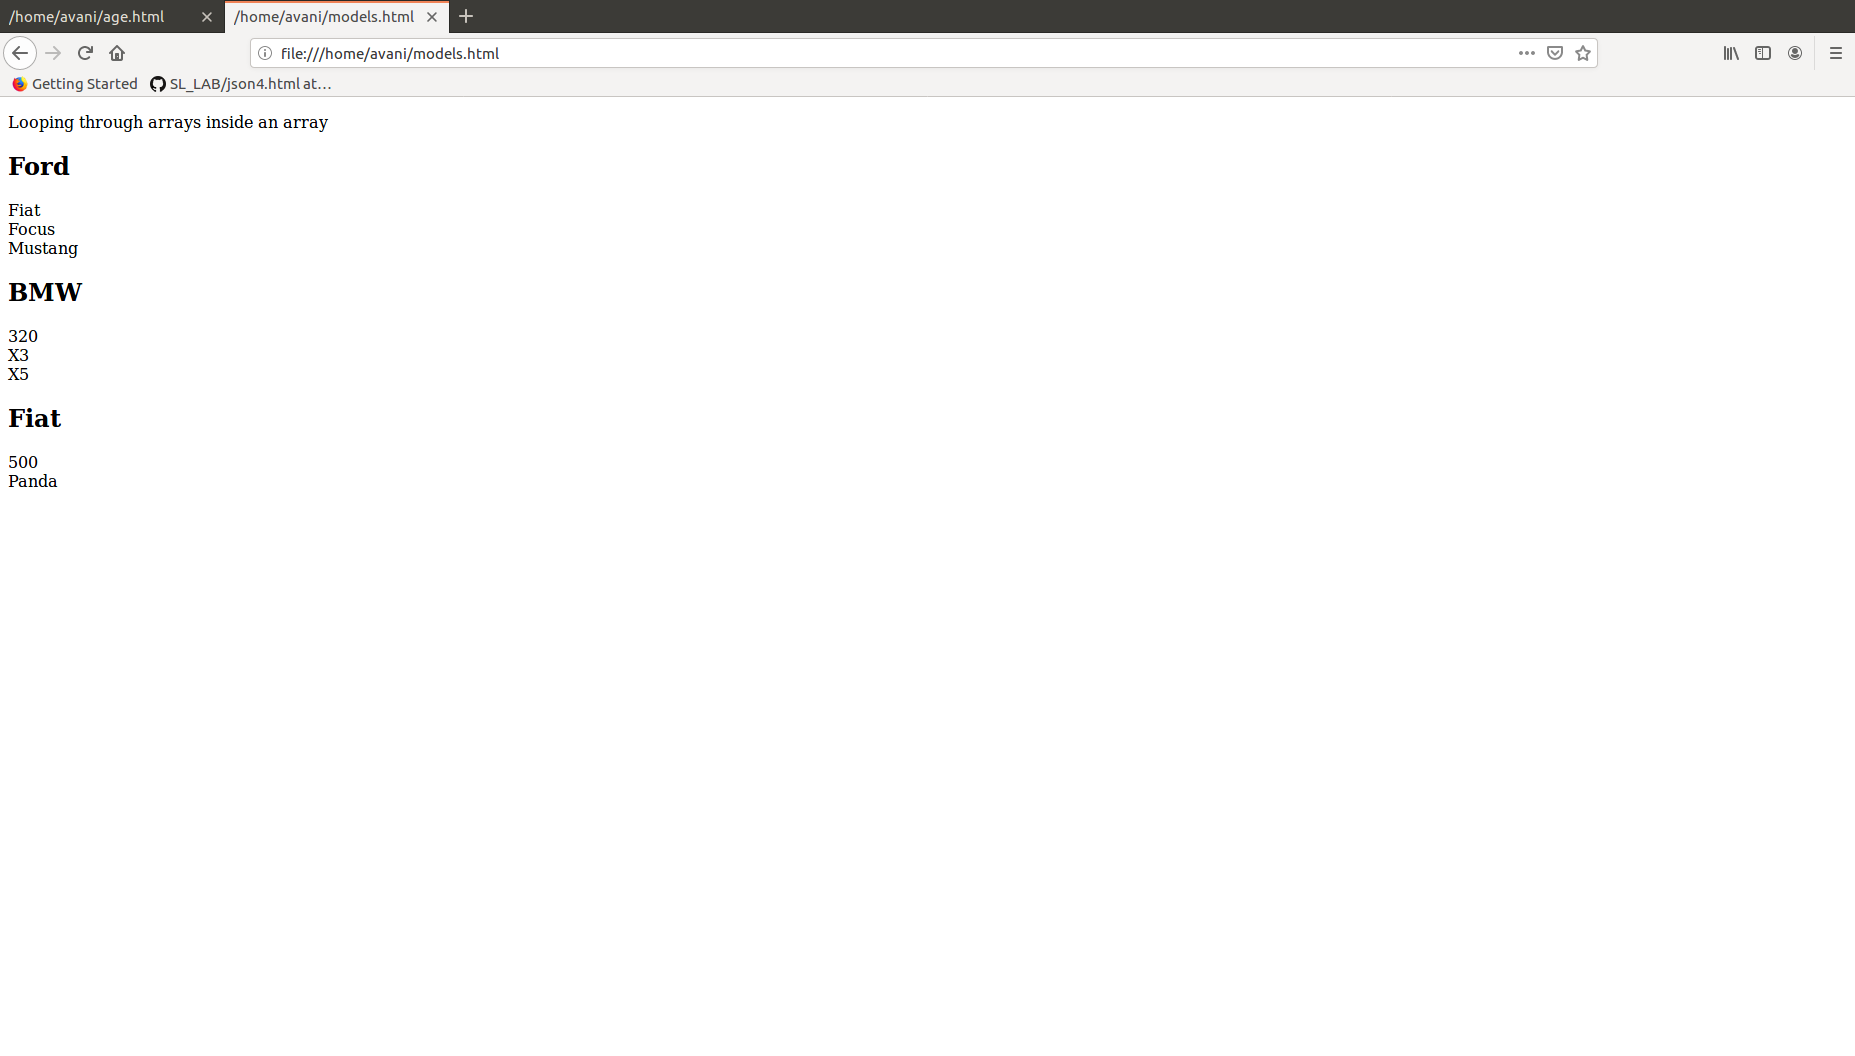 /home/avani/age.html
/home/avani/models.html
file:///home/avani/models.html
Getting Started
SL_LAB/json4.html at…
Looping through arrays inside an array
Ford
Fiat
Focus
Mustang
BMW
320
X3
X5
Fiat
500
Panda